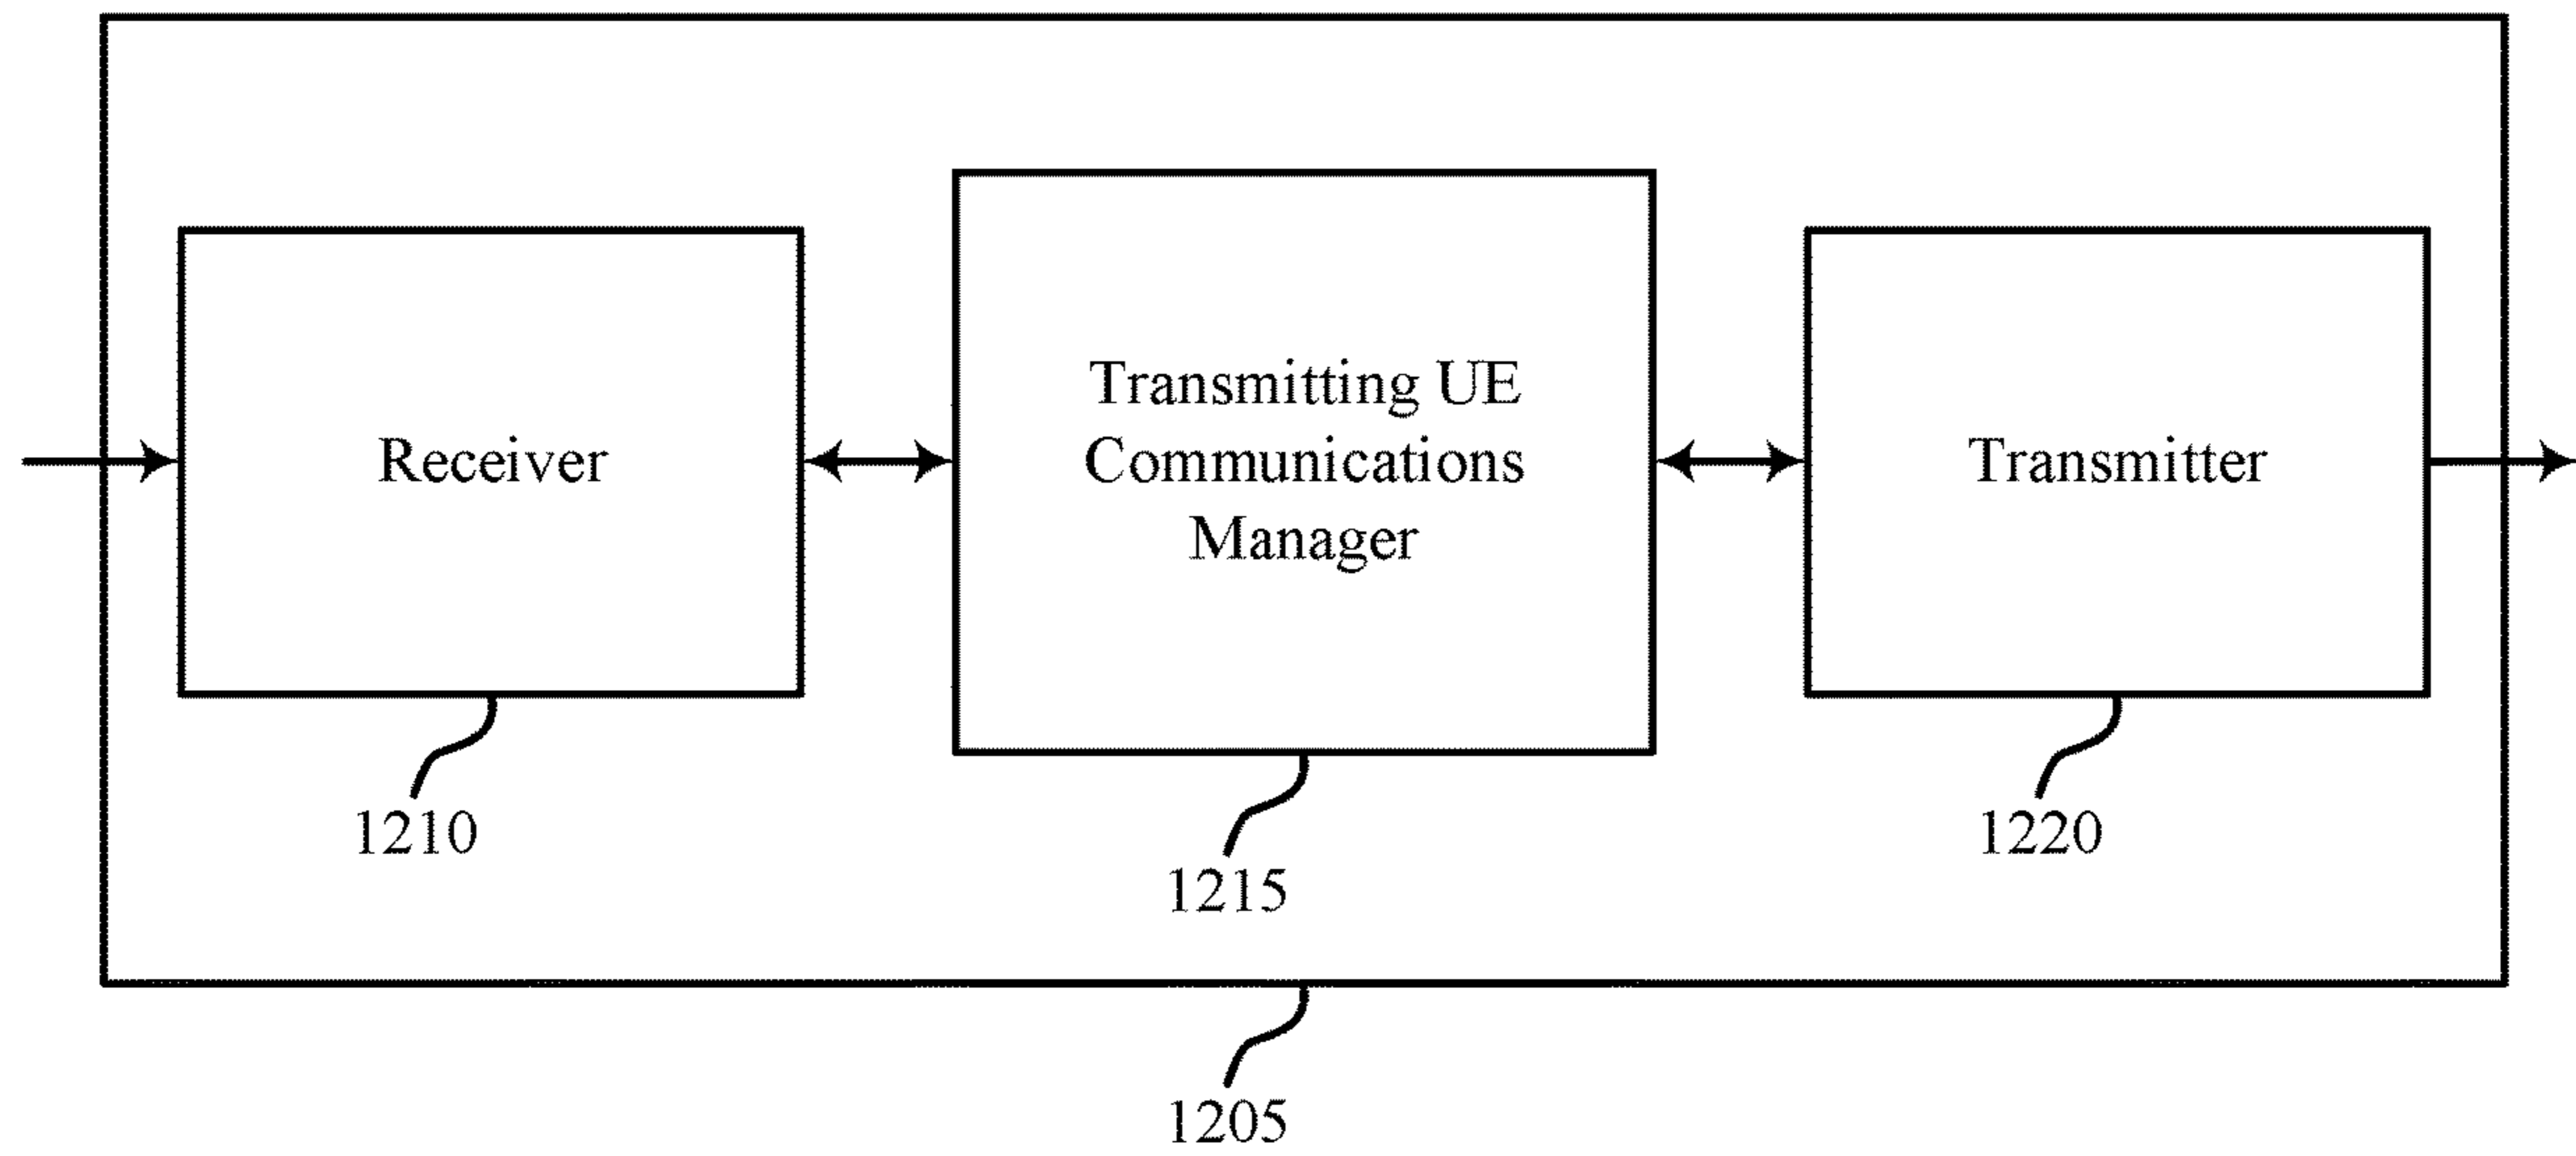 Receiver
Transmitting UE
Communications
Manager
Transmitter
1210
1215
1220
1205